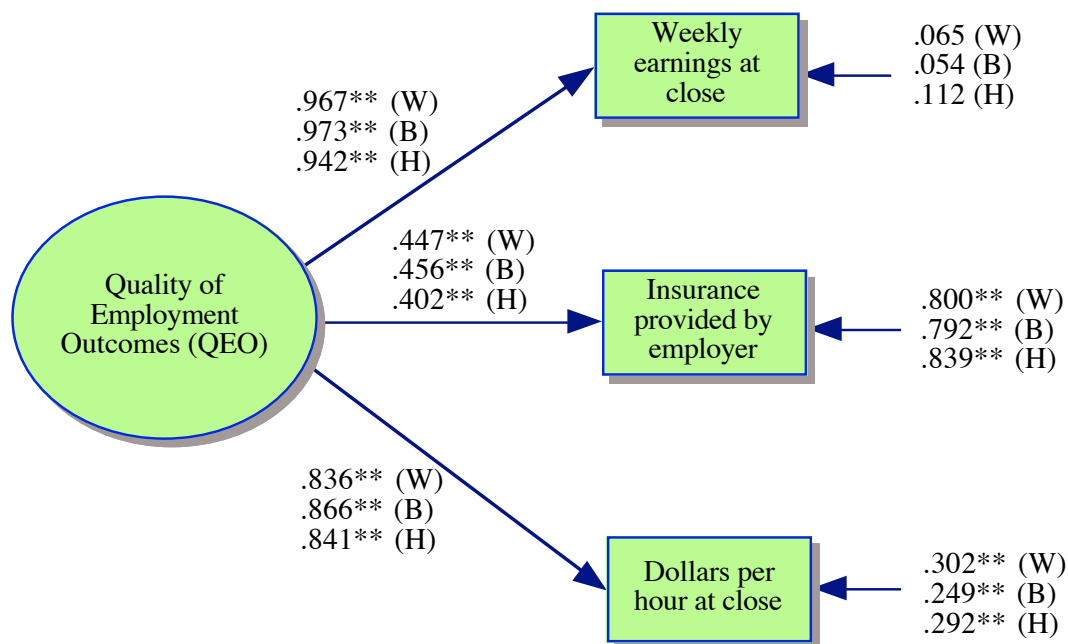 Weekly
earnings at
close
.065 (W)
.054 (B)
.112 (H)
.967** (W)
.973** (B)
.942** (H)
Quality of
Employment
Outcomes (QEO)
.447** (W)
.456** (B)
.402** (H)
Insurance
provided by
employer
.800** (W)
.792** (B)
.839** (H)
.836** (W)
.866** (B)
.841** (H)
Dollars per
hour at close
.302** (W)
.249** (B)
.292** (H)